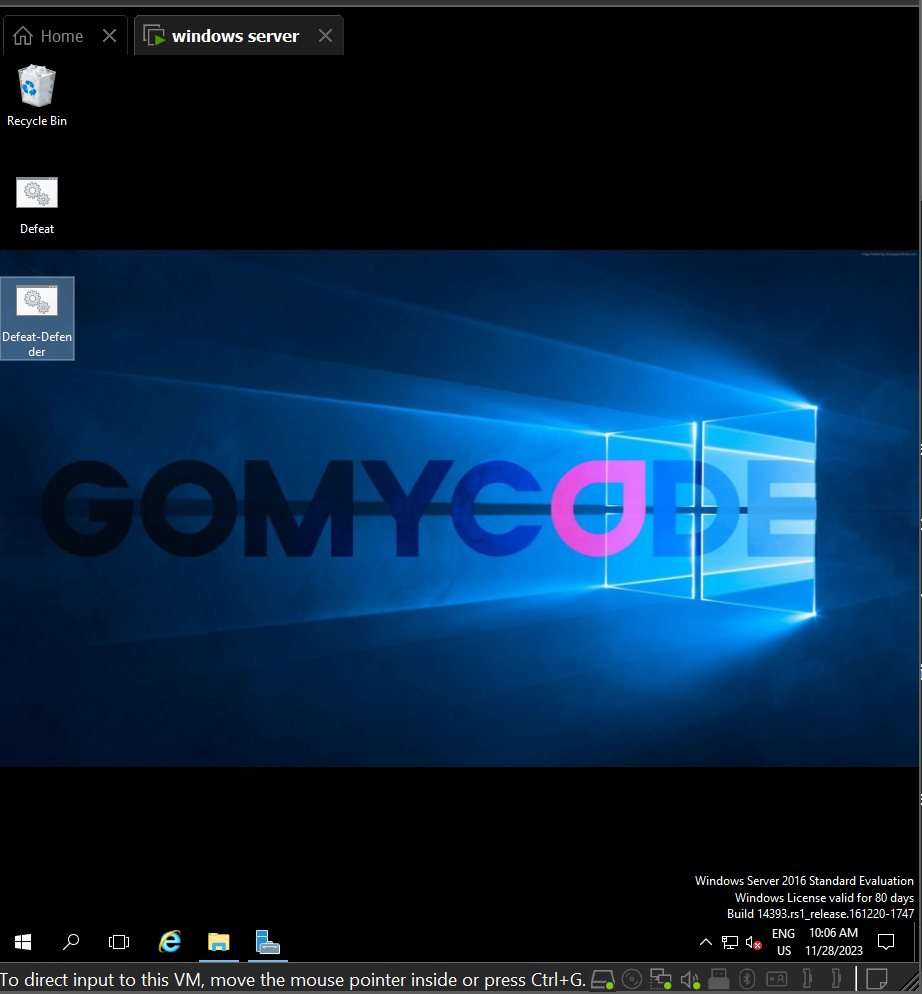 Home
windows server
Recycle Bin
Defeat
Defeat-Defen
der
GOMYCODE
Windows Server 2016 Standard Evaluation
Windows License valid for 80 days
Build 14393.rs1_release.161220-1747
ENG
US
10:06 AM
11/28/2023
To direct input to this VM, move the mouse pointer inside or press Ctrl+G.